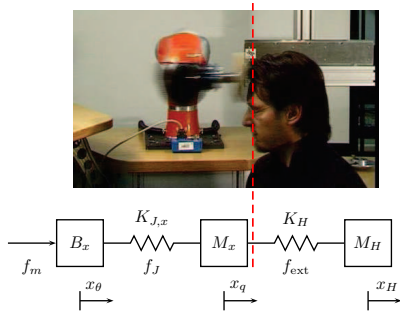 K_{J,x} K_H
B_x M_x M_H
f_m f_J f_ext
x_θ x_q x_H